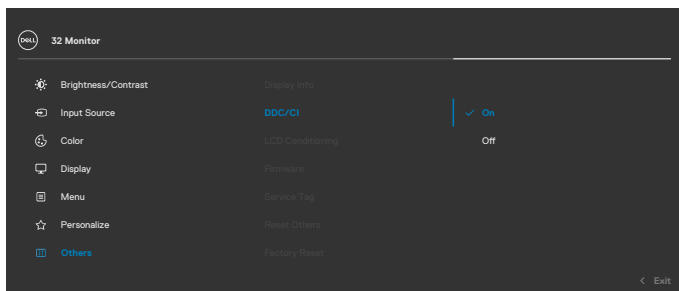 DELL
32 Monitor
Brightness/Contrast
Display Info
Input Source
DDC/CI
On
Color
LCD Conditioning
Off
Display
Firmware
Menu
Service Tag
Personalize
Reset Others
Others
Factory Reset
Exit